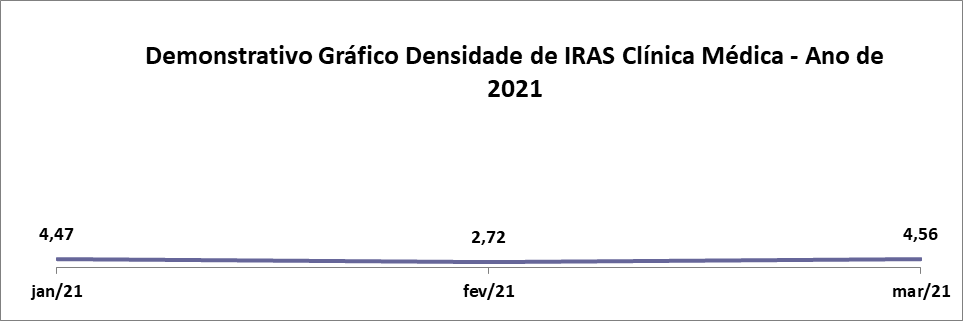 Demonstrativo Gráfico Densidade de IRAS Clínica Médica - Ano de
2021
4,47 2,72 4,56
jan/21 fev/21 mar/21